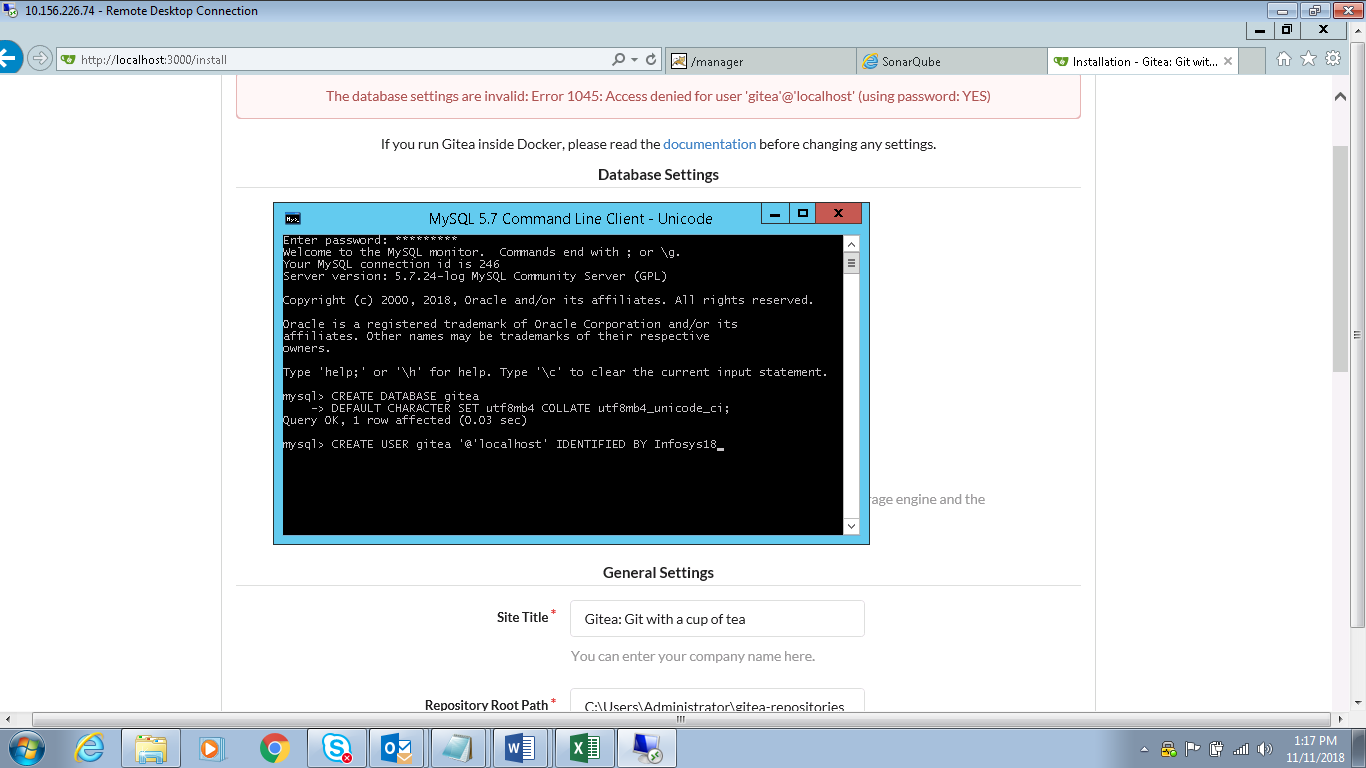 10.156.226.74 - Remote Desktop Connection
http://localhost:3000/install
/manager
SonarQube
Installation - Gitea: Git wit...
The database settings are invalid: Error 1045: Access denied for user 'gitea'@'localhost' (using password: YES)
If you run Gitea inside Docker, please read the documentation before changing any settings.
Database Settings
MySQL 5.7 Command Line Client - Unicode
Enter password: *********
Welcome to the MySQL monitor.  Commands end with ; or \g.
Your MySQL connection id is 246
Server version: 5.7.24-log MySQL Community Server (GPL)
Copyright (c) 2000, 2018, Oracle and/or its affiliates. All rights reserved.
Oracle is a registered trademark of Oracle Corporation and/or its
affiliates. Other names may be trademarks of their respective
owners.
Type 'help;' or '\h' for help. Type '\c' to clear the current input statement.
mysql> CREATE DATABASE gitea
    -> DEFAULT CHARACTER SET utf8mb4 COLLATE utf8mb4_unicode_ci;
Query OK, 1 row affected (0.03 sec)
mysql> CREATE USER gitea '@'localhost' IDENTIFIED BY Infosys18_
rage engine and the
General Settings
Site Title *
Gitea: Git with a cup of tea
You can enter your company name here.
Repository Root Path *
C:\Users\Administrator\gitea-repositories
1:17 PM
11/11/2018